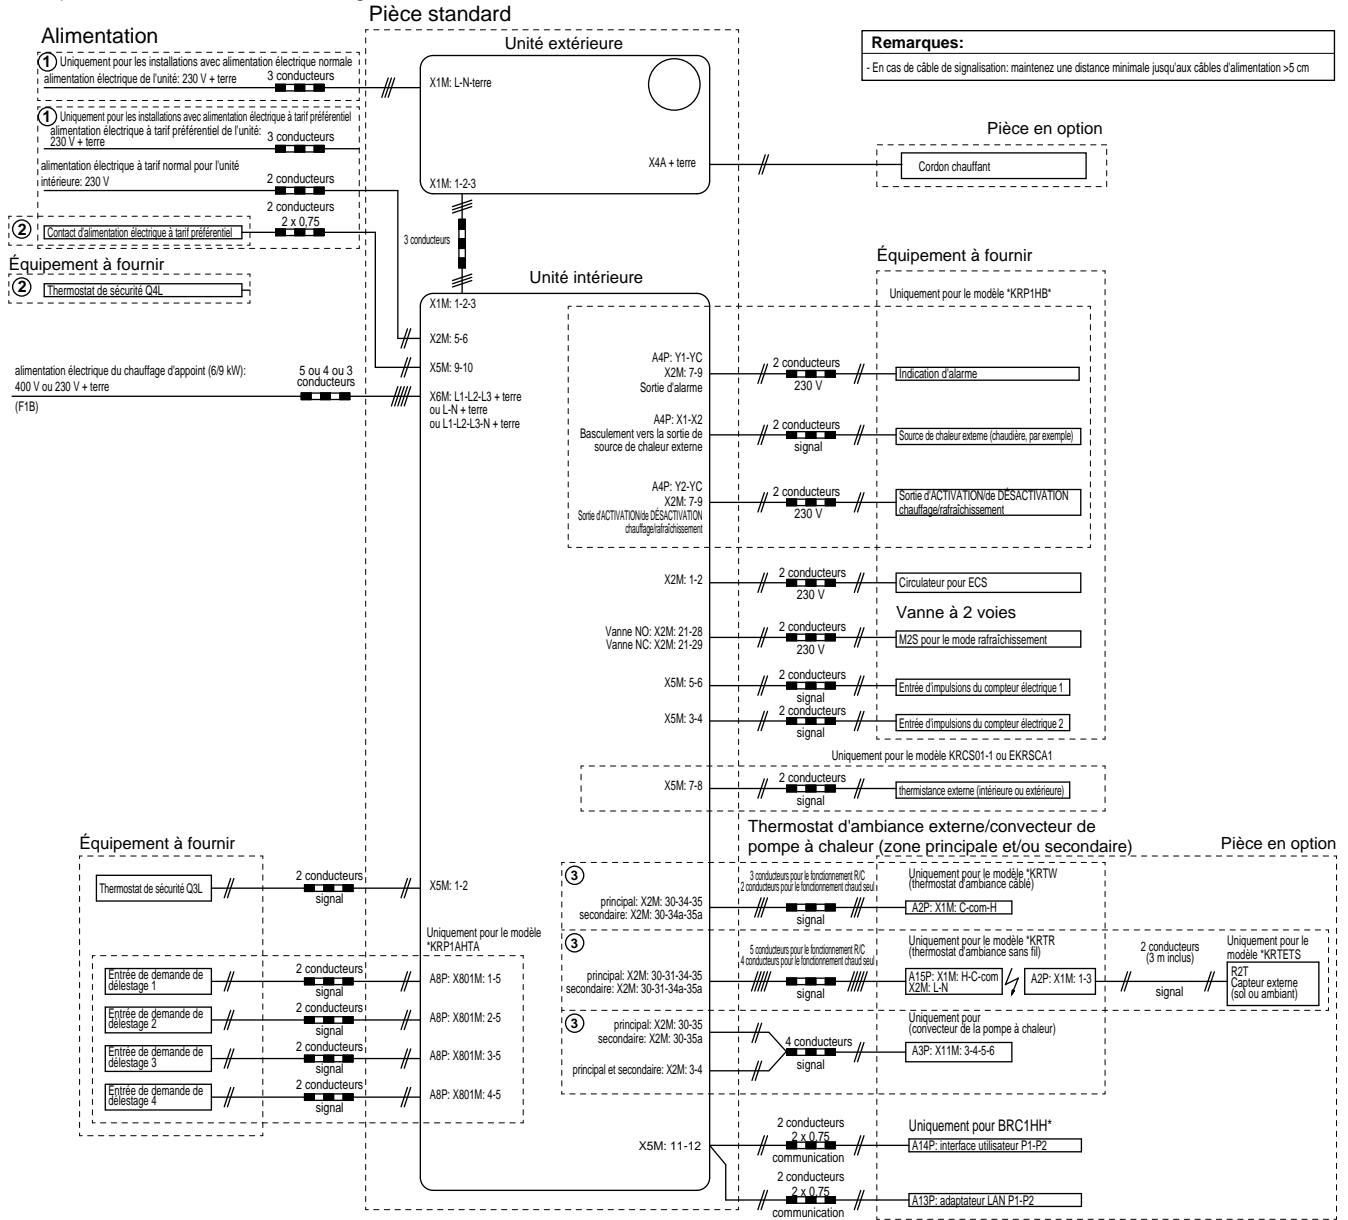 Pièce standard
Alimentation
① Uniquement pour les installations avec alimentation électrique normale
alimentation électrique de l'unité: 230 V + terre
3 conducteurs
① Uniquement pour les installations avec alimentation électrique à tarif préférentiel
alimentation électrique à tarif préférentiel de l'unité:
230 V + terre
3 conducteurs
alimentation électrique à tarif normal pour l'unité
intérieure: 230 V
2 conducteurs
2 conducteurs
2 x 0,75
② Contact d'alimentation électrique à tarif préférentiel
Équipement à fournir
② Thermostat de sécurité Q4L
alimentation électrique du chauffage d'appoint (6/9 kW):
400 V ou 230 V + terre
(F1B)
5 ou 4 ou 3
conducteurs
Unité extérieure
X1M: L-N-terre
X4A + terre
X1M: 1-2-3
3 conducteurs
Remarques:
- En cas de câble de signalisation: maintenez une distance minimale jusqu'aux câbles d'alimentation >5 cm
Pièce en option
Cordon chauffant
Unité intérieure
X1M: 1-2-3
X2M: 5-6
X5M: 9-10
X6M: L1-L2-L3 + terre
ou L-N + terre
ou L1-L2-L3-N + terre
Équipement à fournir
Uniquement pour le modèle *KRP1HB*
A4P: Y1-YC
X2M: 7-9
Sortie d'alarme
2 conducteurs
230 V
Indication d'alarme
A4P: X1-X2
Basculement vers la sortie de
source de chaleur externe
2 conducteurs
signal
Source de chaleur externe (chaudière, par exemple)
A4P: Y2-YC
X2M: 7-9
Sortie d'ACTIVATION/de DÉSACTIVATION
chauffage/rafraîchissement
2 conducteurs
230 V
Sortie d'ACTIVATION/de DÉSACTIVATION
chauffage/rafraîchissement
X2M: 1-2
2 conducteurs
230 V
Circulateur pour ECS
Vanne à 2 voies
Vanne NO: X2M: 21-28
Vanne NC: X2M: 21-29
2 conducteurs
230 V
M2S pour le mode rafraîchissement
X5M: 5-6
2 conducteurs
signal
Entrée d'impulsions du compteur électrique 1
X5M: 3-4
2 conducteurs
signal
Entrée d'impulsions du compteur électrique 2
Uniquement pour le modèle KRCS01-1 ou EKRSCA1
X5M: 7-8
2 conducteurs
signal
thermistance externe (intérieure ou extérieure)
Équipement à fournir
Thermostat de sécurité Q3L
2 conducteurs
signal
X5M: 1-2
Uniquement pour le modèle
*KRP1AHTA
Entrée de demande de
délestage 1
2 conducteurs
signal
A8P: X801M: 1-5
Entrée de demande de
délestage 2
2 conducteurs
signal
A8P: X801M: 2-5
Entrée de demande de
délestage 3
2 conducteurs
signal
A8P: X801M: 3-5
Entrée de demande de
délestage 4
2 conducteurs
signal
A8P: X801M: 4-5
Thermostat d'ambiance externe/convecteur de
pompe à chaleur (zone principale et/ou secondaire)
Pièce en option
③
principal: X2M: 30-34-35
secondaire: X2M: 30-34a-35a
3 conducteurs pour le fonctionnement R/C
2 conducteurs pour le fonctionnement chaud seul
signal
Uniquement pour le modèle *KRTW
(thermostat d'ambiance câblé)
A2P: X1M: C-com-H
③
principal: X2M: 30-31-34-35
secondaire: X2M: 30-31-34a-35a
5 conducteurs pour le fonctionnement R/C
4 conducteurs pour le fonctionnement chaud seul
signal
Uniquement pour le modèle *KRTR
(thermostat d'ambiance sans fil)
A15P: X1M: H-C-com
X2M: L-N
A2P: X1M: 1-3
2 conducteurs
(3 m inclus)
signal
Uniquement pour le
modèle *KRTETS
R2T
Capteur externe
(sol ou ambiant)
③
principal: X2M: 30-35
secondaire: X2M: 30-35a
principal et secondaire: X2M: 3-4
4 conducteurs
signal
Uniquement pour
(convecteur de la pompe à chaleur)
A3P: X11M: 3-4-5-6
X5M: 11-12
2 conducteurs
2 x 0,75
communication
Uniquement pour BRC1HH*
A14P: interface utilisateur P1-P2
2 conducteurs
2 x 0,75
communication
A13P: adaptateur LAN P1-P2